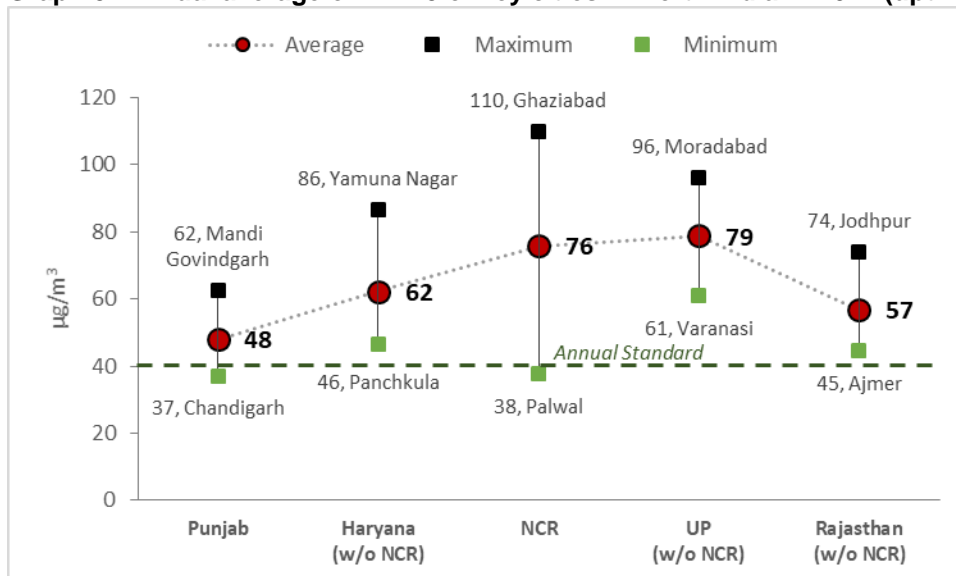 Average Maximum Minimum
120
100
80
60
40
20
0
µg/m³
110, Ghaziabad
96, Moradabad
86, Yamuna Nagar
74, Jodhpur
62, Mandi
Govindgarh
48
62
76
79
57
61, Varanasi
Annual Standard
37, Chandigarh
46, Panchkula
38, Palwal
45, Ajmer
Punjab
Haryana
(w/o NCR)
NCR
UP
(w/o NCR)
Rajasthan
(w/o NCR)